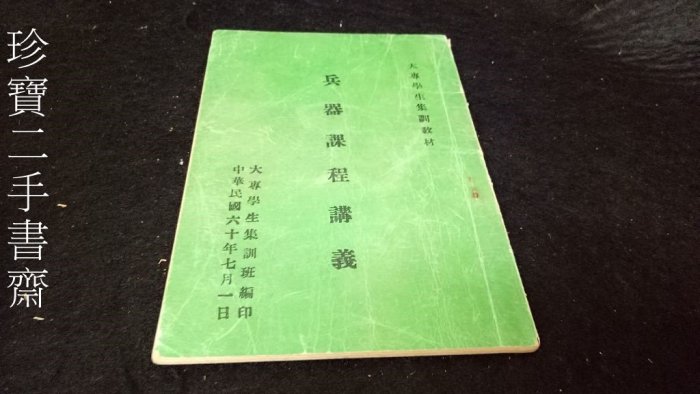 大專學生集訓教材
兵器課程講義
大專學生集訓班編印
中華民國六十年七月一日
珍寶二手書齋